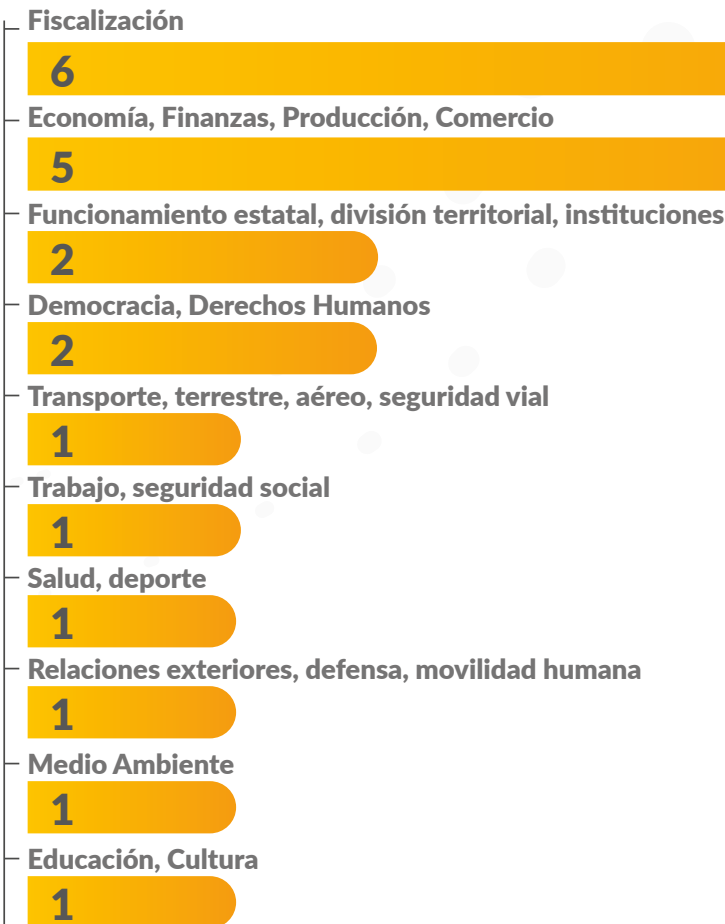 Fiscalización
6
Economía, Finanzas, Producción, Comercio
5
Funcionamiento estatal, división territorial, instituciones
2
Democracia, Derechos Humanos
2
Transporte, terrestre, aéreo, seguridad vial
1
Trabajo, seguridad social
1
Salud, deporte
1
Relaciones exteriores, defensa, movilidad humana
1
Medio Ambiente
1
Educación, Cultura
1